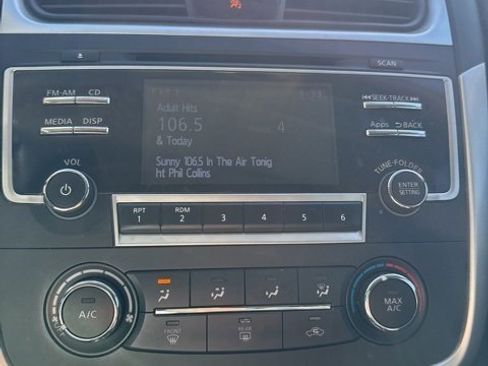 SCAN
FM•AM CD
MEDIA DISP
Adult Hits
106.5 4
& Today
Sunny 106.5 In The Air Tonig
ht Phil Collins
SEEK•TRACK
Apps BACK
VOL
TUNE•FOLDER
ENTER
SETTING
RPT
1
RDM
2
3
4
5
6
A/C
MAX
A/C
FRONT
REAR